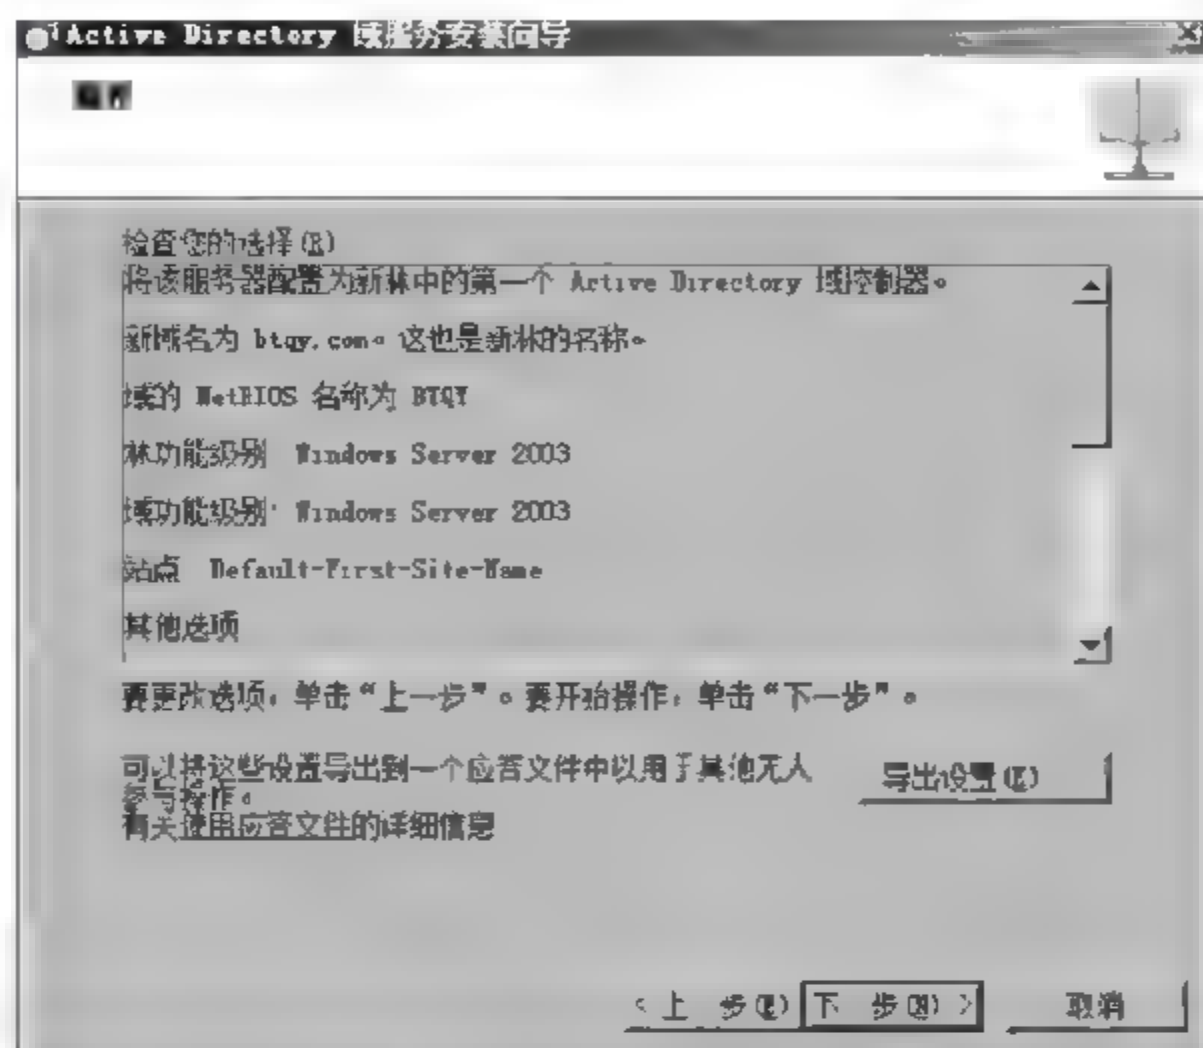 Active Directory 域服务安装向导
摘要
检查您的选择(R)
将该服务器配置为新林中的第一个 Active Directory 域控制器。
新域名为 btqy.com。这也是新林的名称。
域的 NetBIOS 名称为 BTQY
林功能级别 Windows Server 2003
域功能级别: Windows Server 2003
站点 Default-First-Site-Name
其他选项
要更改选项，单击“上一步”。要开始操作，单击“下一步”。
可以将这些设置导出到一个应答文件中以用于其他无人
参与操作。
有关使用应答文件的详细信息
导出设置(E)
<上 步(B) 下 步(N) > 取消